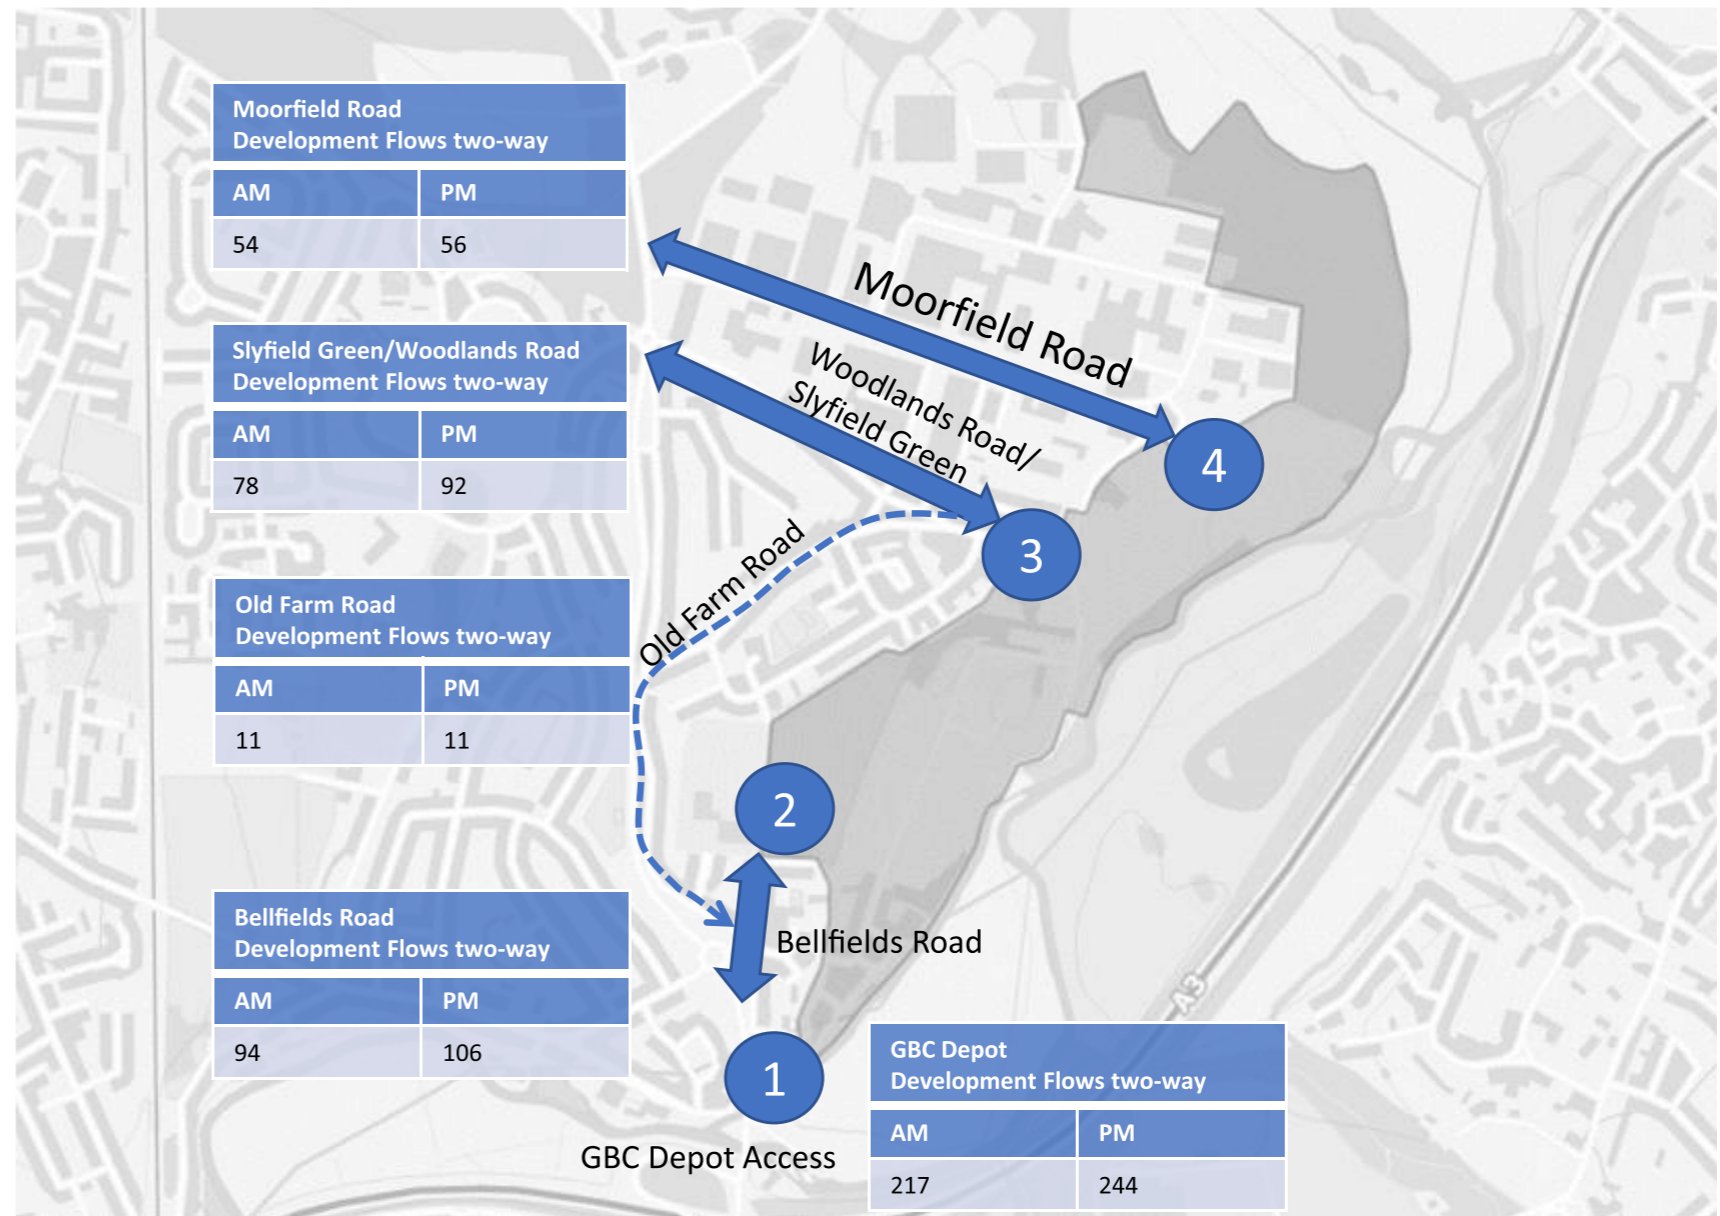 Moorfield Road
Development Flows two-way
AM PM
54 56
Slyfield Green/Woodlands Road
Development Flows two-way
AM PM
78 92
Old Farm Road
Development Flows two-way
AM PM
11 11
Bellfields Road
Development Flows two-way
AM PM
94 106
Moorfield Road
Woodlands Road/
Slyfield Green
4
3
Old Farm Road
2
Bellfields Road
A3
1
GBC Depot Access
GBC Depot
Development Flows two-way
AM PM
217 244